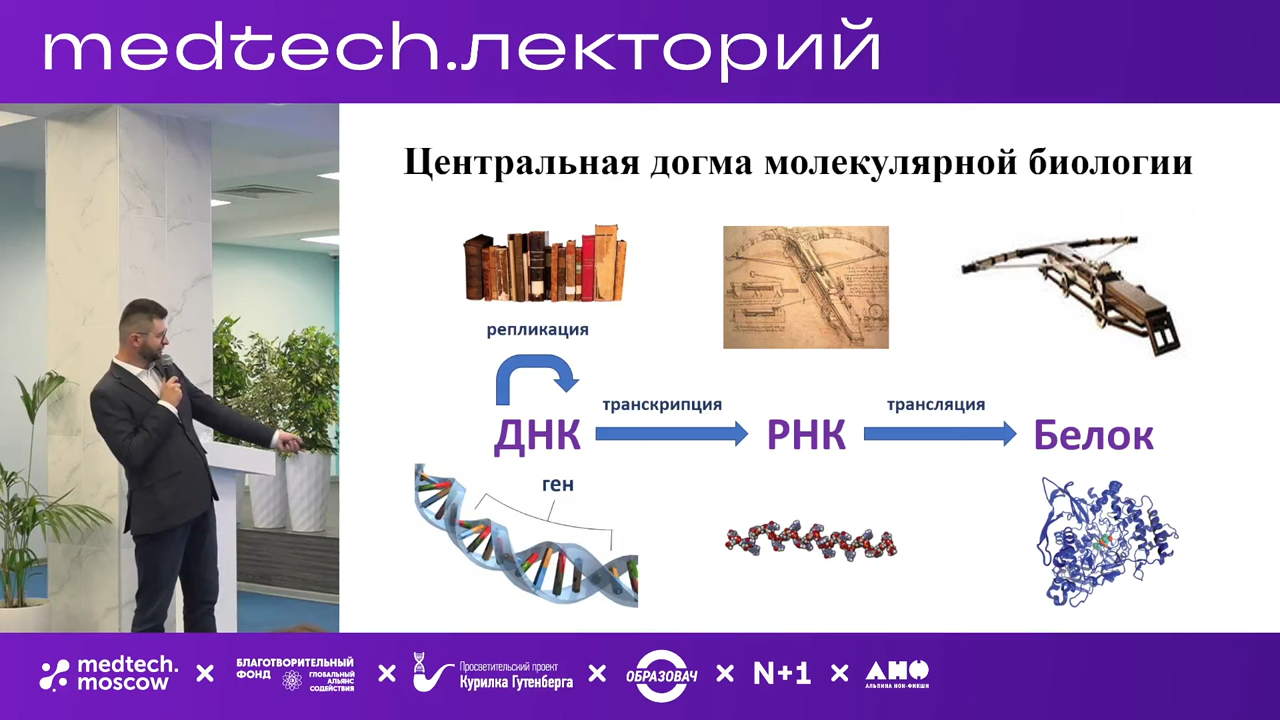 medtech.лекторий
Центральная догма молекулярной биологии
репликация
транскрипция
трансляция
ДНК
РНК
Белок
ген
medtech.
moscow
×
БЛАГОТВОРИТЕЛЬНЫЙ
ФОНД
ГЛОБАЛЬНЫЙ
АЛЬЯНС
СОДЕЙСТВИЯ
×
Просветительский проект
Курилка Гутенберга
×
ОБРАЗОВАЧ
×
N+1
×
АНФ
АЛЬПИНА НОН-ФИКШН